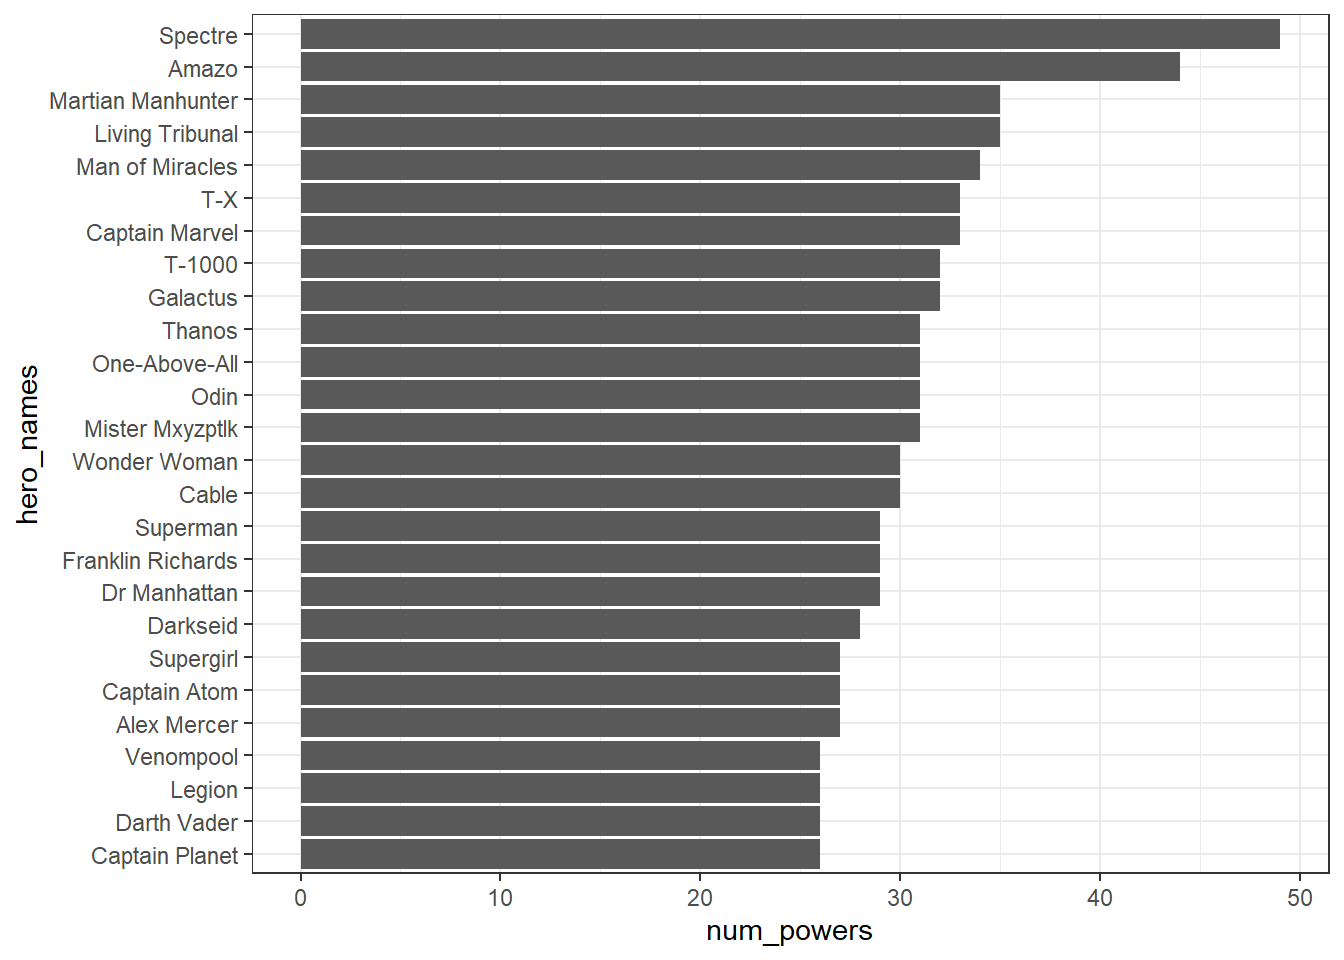 Spectre
Amazo
Martian Manhunter
Living Tribunal
Man of Miracles
T-X
Captain Marvel
T-1000
Galactus
Thanos
One-Above-All
Odin
Mister Mxyzptlk
Wonder Woman
Cable
Superman
Franklin Richards
Dr Manhattan
Darkseid
Supergirl
Captain Atom
Alex Mercer
Venompool
Legion
Darth Vader
Captain Planet
hero_names
0 10 20 30 40 50
num_powers